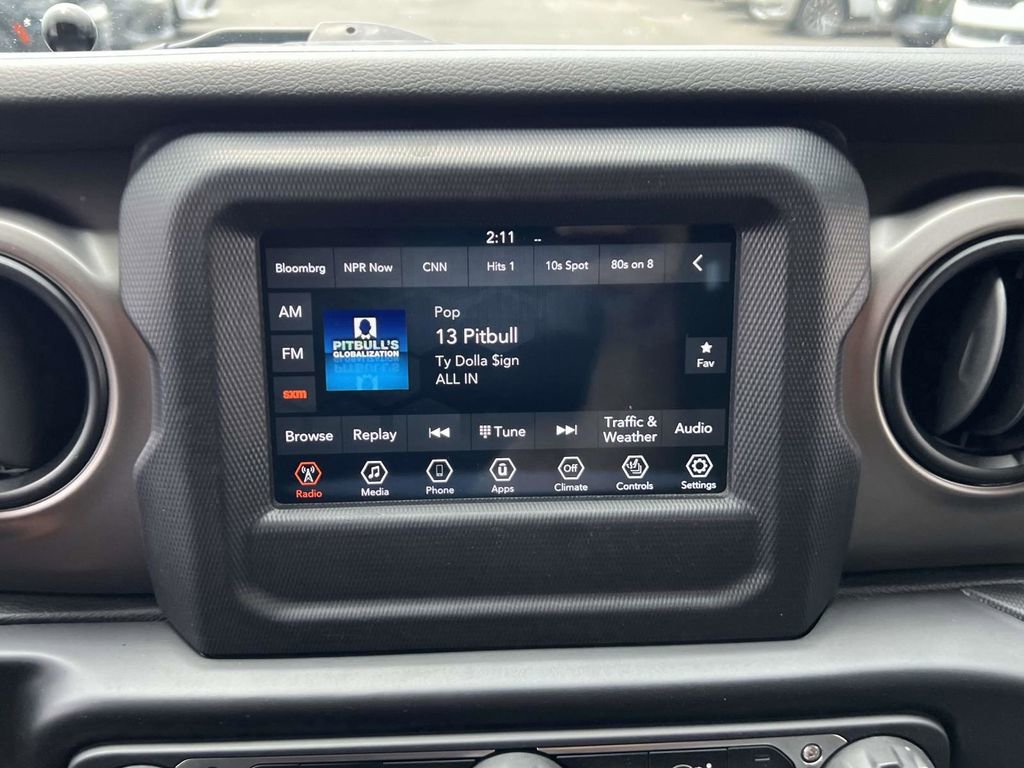 2:11 --
Bloombrg NPR Now CNN Hits 1 10s Spot 80s on 8
AM
FM
sxm
PITBULL'S
GLOBALIZATION
Pop
13 Pitbull
Ty Dolla $ign
ALL IN
Fav
Browse Replay Tune Traffic & Weather Audio
Off
Radio Media Phone Apps Climate Controls Settings